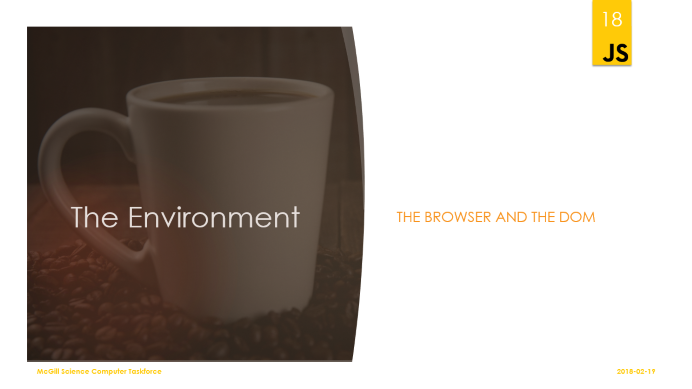 18
JS
The Environment
THE BROWSER AND THE DOM
McGill Science Computer Taskforce
2018-02-19